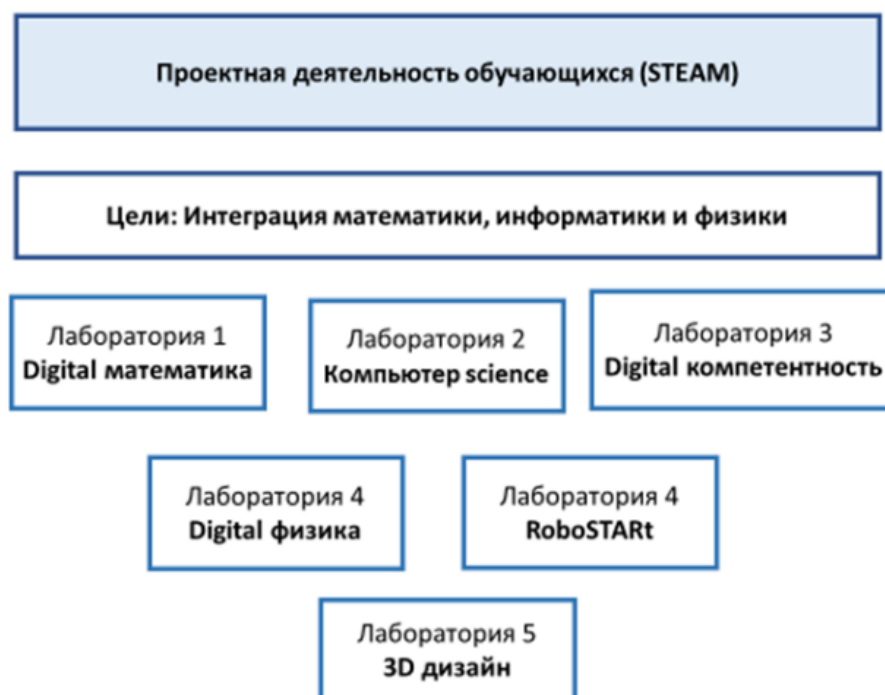 Проектная деятельность обучающихся (STEAM)
Цели: Интеграция математики, информатики и физики
Лаборатория 1
Digital математика
Лаборатория 2
Компьютер science
Лаборатория 3
Digital компетентность
Лаборатория 4
Digital физика
Лаборатория 4
RoboSTARt
Лаборатория 5
3D дизайн